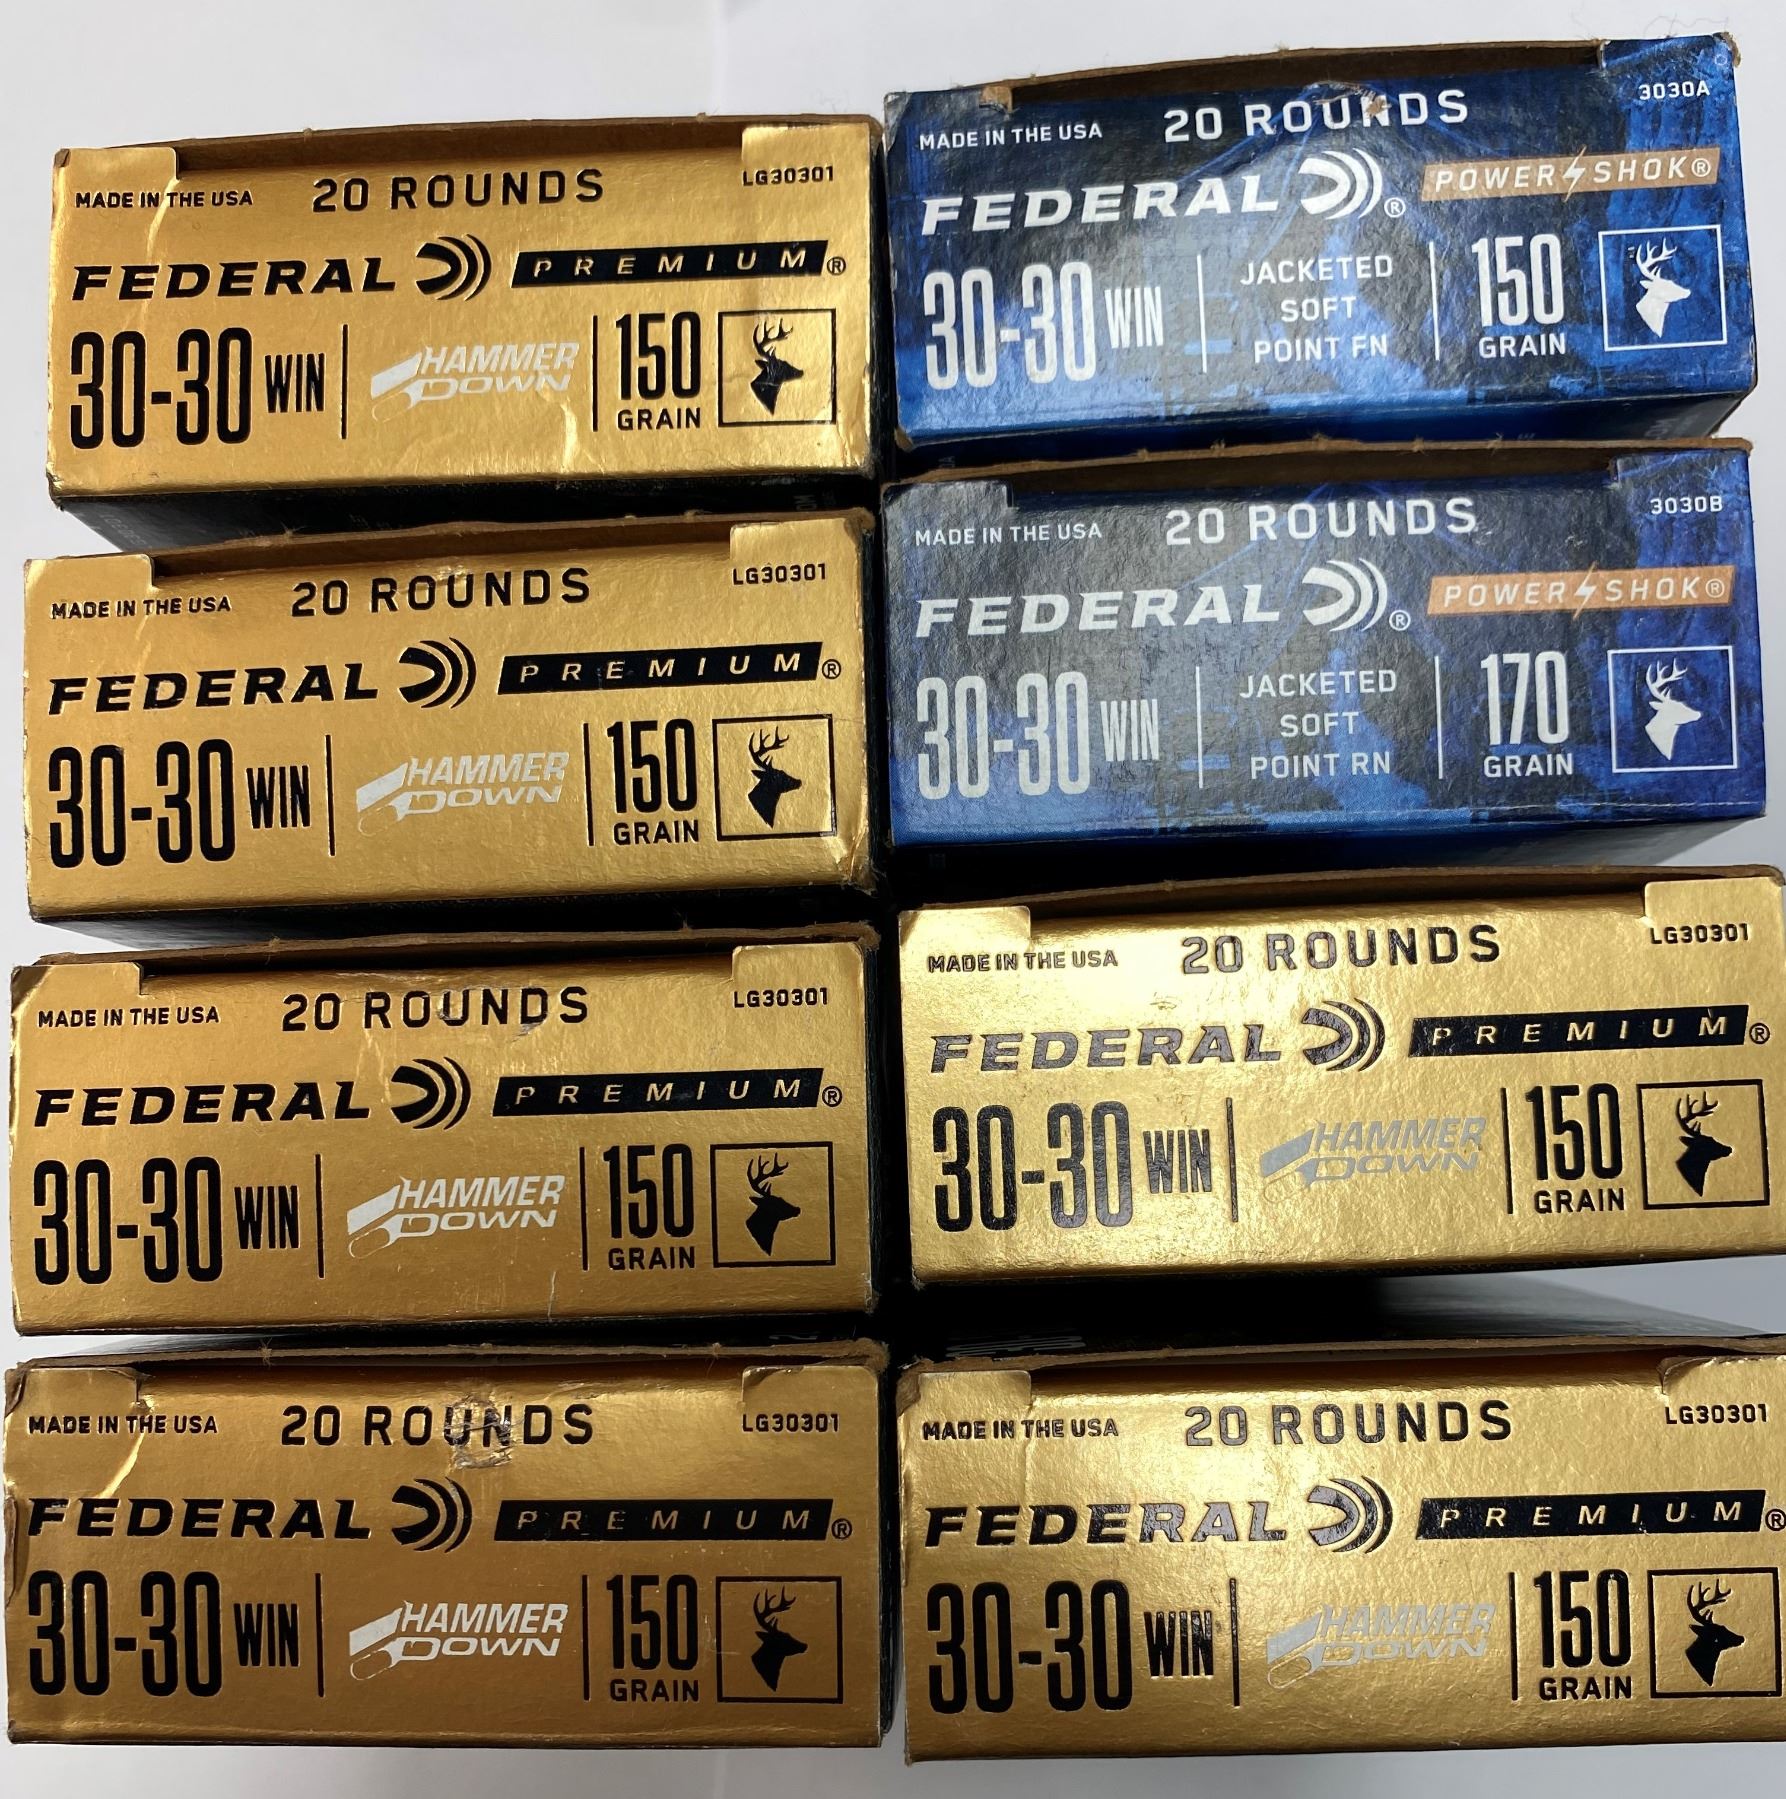 MADE IN THE USA 20 ROUNDS LG30301
FEDERAL PREMIUM®
30-30 WIN HAMMER DOWN 150 GRAIN
MADE IN THE USA 20 ROUNDS LG30301
FEDERAL PREMIUM®
30-30 WIN HAMMER DOWN 150 GRAIN
MADE IN THE USA 20 ROUNDS LG30301
FEDERAL PREMIUM®
30-30 WIN HAMMER DOWN 150 GRAIN
MADE IN THE USA 20 ROUNDS LG30301
FEDERAL PREMIUM®
30-30 WIN HAMMER DOWN 150 GRAIN
MADE IN THE USA 20 ROUNDS 3030A
FEDERAL® POWER SHOK®
30-30 WIN JACKETED SOFT POINT FN 150 GRAIN
MADE IN THE USA 20 ROUNDS 3030B
FEDERAL® POWER SHOK®
30-30 WIN JACKETED SOFT POINT RN 170 GRAIN
MADE IN THE USA 20 ROUNDS LG30301
FEDERAL PREMIUM®
30-30 WIN HAMMER DOWN 150 GRAIN
MADE IN THE USA 20 ROUNDS LG30301
FEDERAL PREMIUM®
30-30 WIN HAMMER DOWN 150 GRAIN